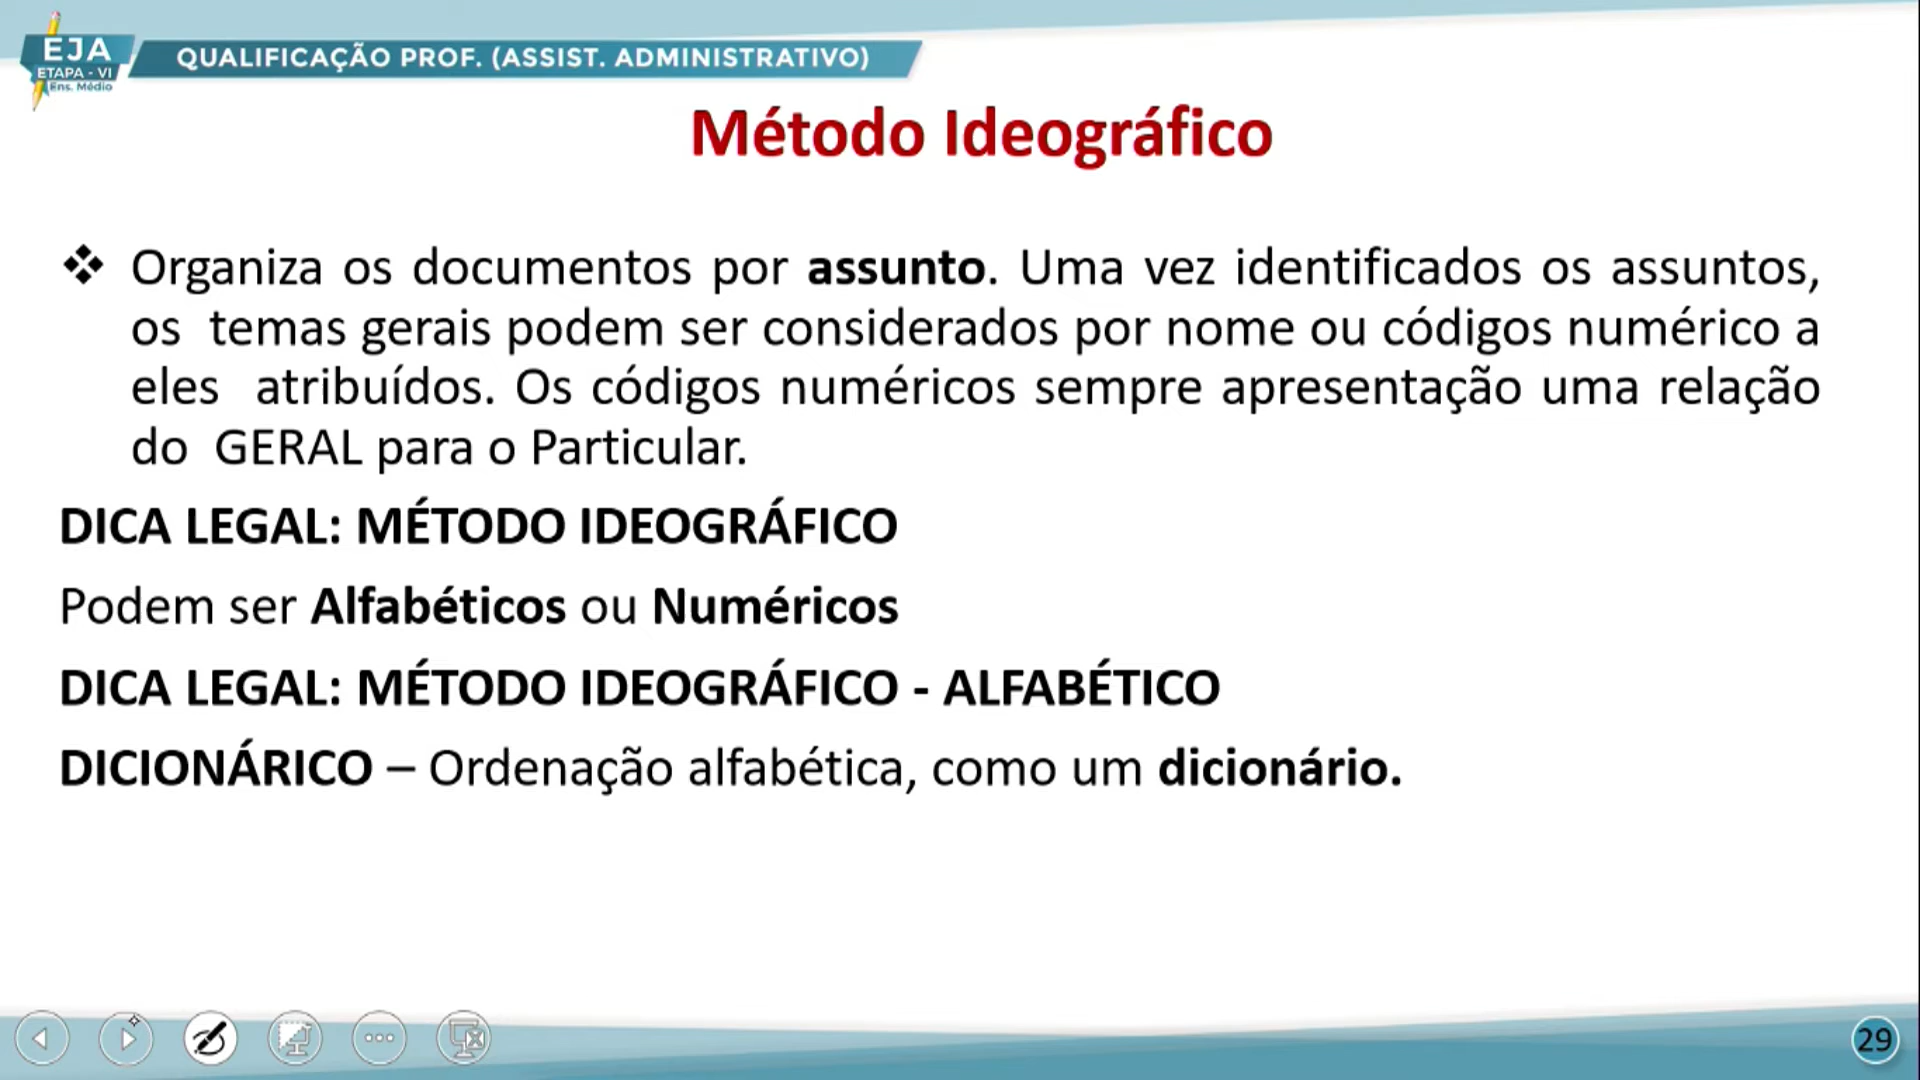 EJA
ETAPA - VI
Ens. Médio
QUALIFICAÇÃO PROF. (ASSIST. ADMINISTRATIVO)
Método Ideográfico
❖ Organiza os documentos por assunto. Uma vez identificados os assuntos,
os temas gerais podem ser considerados por nome ou códigos numérico a
eles atribuídos. Os códigos numéricos sempre apresentação uma relação
do GERAL para o Particular.
DICA LEGAL: MÉTODO IDEOGRÁFICO
Podem ser Alfabéticos ou Numéricos
DICA LEGAL: MÉTODO IDEOGRÁFICO - ALFABÉTICO
DICIONÁRICO – Ordenação alfabética, como um dicionário.
29